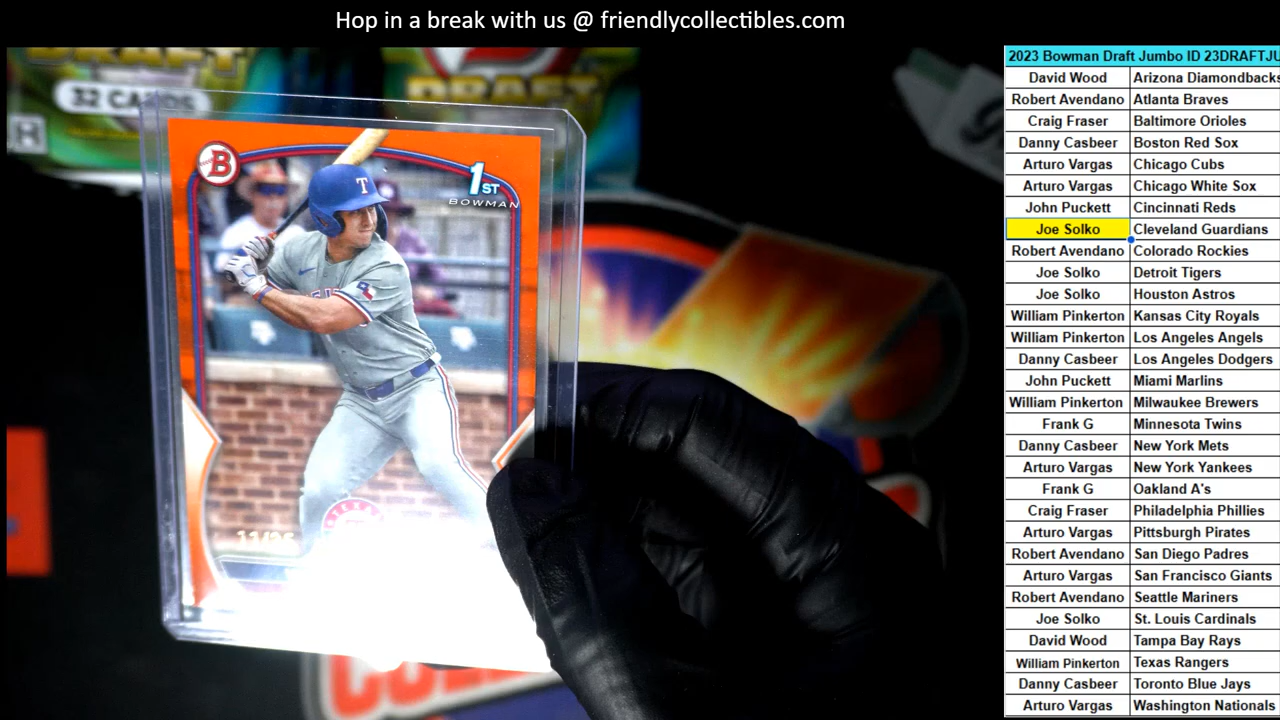 Hop in a break with us @ friendlycollectibles.com
DRAFT
32 CARDS
DRAFT
H
B
1ST
BOWMAN
T
2023 Bowman Draft Jumbo ID 23DRAFTJU
David Wood Arizona Diamondbacks
Robert Avendano Atlanta Braves
Craig Fraser Baltimore Orioles
Danny Casbeer Boston Red Sox
Arturo Vargas Chicago Cubs
Arturo Vargas Chicago White Sox
John Puckett Cincinnati Reds
Joe Solko Cleveland Guardians
Robert Avendano Colorado Rockies
Joe Solko Detroit Tigers
Joe Solko Houston Astros
William Pinkerton Kansas City Royals
William Pinkerton Los Angeles Angels
Danny Casbeer Los Angeles Dodgers
John Puckett Miami Marlins
William Pinkerton Milwaukee Brewers
Frank G Minnesota Twins
Danny Casbeer New York Mets
Arturo Vargas New York Yankees
Frank G Oakland A's
Craig Fraser Philadelphia Phillies
Arturo Vargas Pittsburgh Pirates
Robert Avendano San Diego Padres
Arturo Vargas San Francisco Giants
Robert Avendano Seattle Mariners
Joe Solko St. Louis Cardinals
David Wood Tampa Bay Rays
William Pinkerton Texas Rangers
Danny Casbeer Toronto Blue Jays
Arturo Vargas Washington Nationals